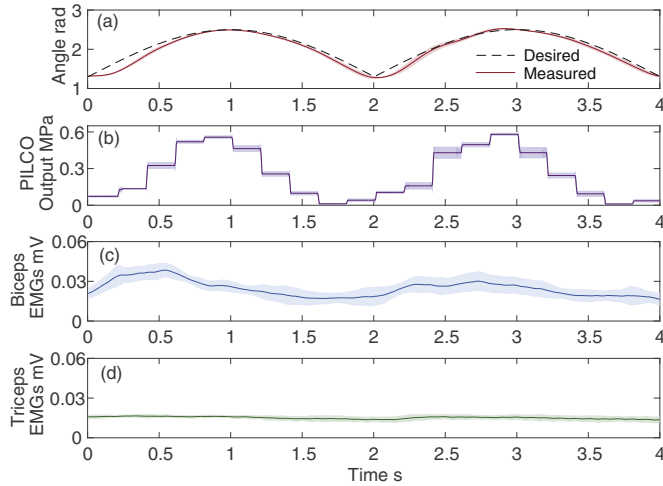 (a)
3
2
1
Angle rad
Desired
Measured
0 0.5 1 1.5 2 2.5 3 3.5 4
(b)
0.6
0.3
0
PILCO
Output MPa
0 0.5 1 1.5 2 2.5 3 3.5 4
(c)
0.06
0.03
0
Biceps
EMGs mV
0 0.5 1 1.5 2 2.5 3 3.5 4
(d)
0.06
0.03
0
Triceps
EMGs mV
0 0.5 1 1.5 2 2.5 3 3.5 4
Time s